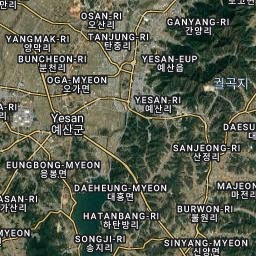 OSAN-RI
오산리
GANYANG-RI
간양리
YANGMAK-RI
양막리
TANJUNG-RI
탄중리
BUNCHEON-RI
분천리
YESAN-EUP
예산읍
OGA-MYEON
오가면
YESAN-RI
예산리
Yesan
예산군
SANJEONG-RI
산정리
EUNGBONG-MYEON
응봉면
DAEHEUNG-MYEON
대흥면
HATANBANG-RI
하탄방리
BURWON-RI
불원리
SONGJI-RI
송지리
SINYANG-MYEON
신양면